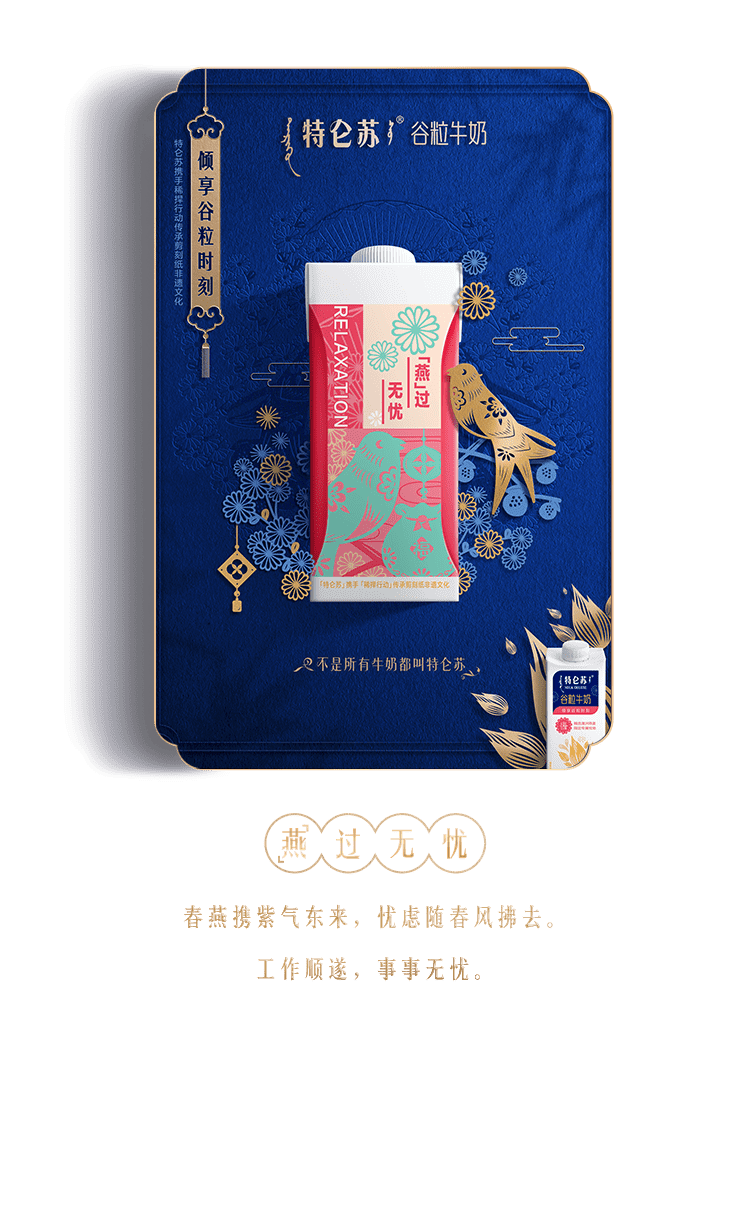 特仑苏® 谷粒牛奶
倾享谷粒时刻
特仑苏携手稀捍行动传承剪刻纸非遗文化
RELAXATION
「燕」过
无忧
「特仑苏」携手「稀捍行动」传承剪刻纸非遗文化
不是所有牛奶都叫特仑苏
特仑苏
MILK DELUXE
谷粒牛奶
「燕」过无忧
春燕携紫气东来，忧虑随春风拂去。
工作顺遂，事事无忧。